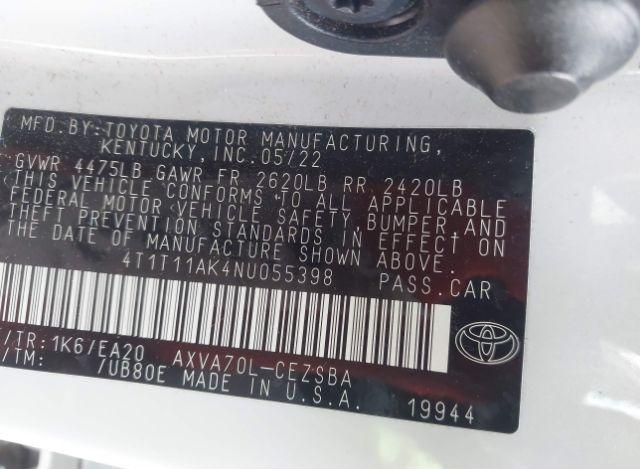 MFD.BY:TOYOTA MOTOR MANUFACTURING,
KENTUCKY,INC.05/22
GVWR 4475LB GAWR FR 2620LB RR 2420LB
THIS VEHICLE CONFORMS TO ALL APPLICABLE
FEDERAL MOTOR VEHICLE SAFETY,BUMPER,AND
THEFT PREVENTION STANDARDS IN EFFECT ON
THE DATE OF MANUFACTURE SHOWN ABOVE.
4T1T11AK4NU055398 PASS.CAR
/TR:1K6/EA20 AXVA70L-CEZSBA
/TM: /UB80E MADE IN U.S.A. 19944